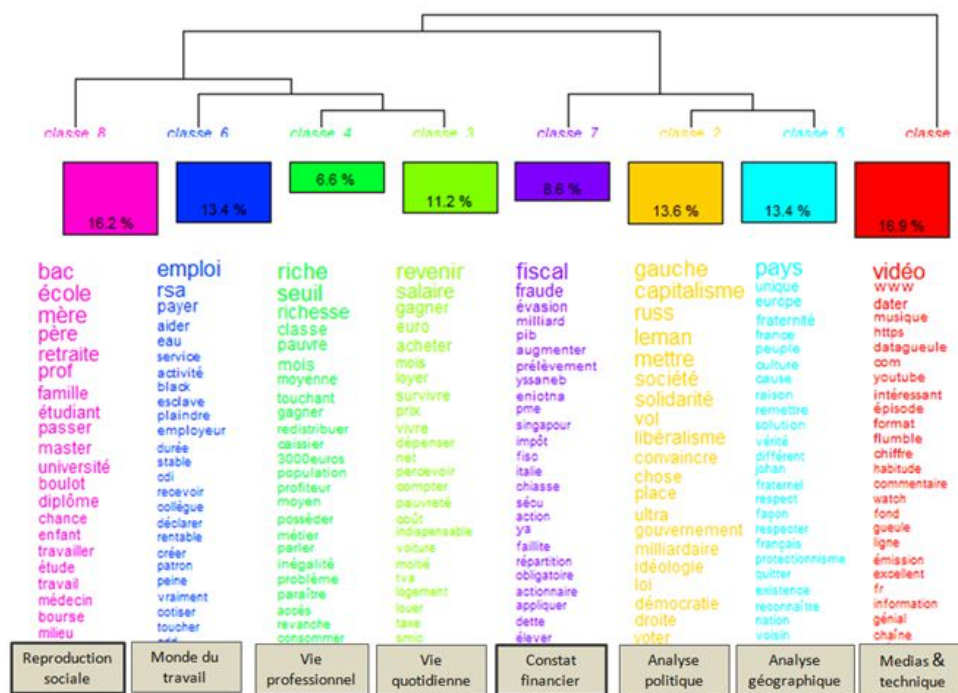 classe 8
classe 6
classe 4
classe 3
classe 7
classe 2
classe 5
classe
16.2 %
13.4 %
6.6 %
11.2 %
8.6 %
13.6 %
13.4 %
16.9 %
bac
école
mère
père
retraite
prof
famille
étudiant
passer
master
université
boulot
diplôme
chance
enfant
travailler
étude
travail
médecin
bourse
milieu
emploi
rsa
payer
aider
eau
service
activité
black
esclave
plaindre
employeur
durée
stable
cdi
recevoir
collègue
déclarer
rentable
créer
patron
peine
vraiment
cotiser
toucher
riche
seuil
richesse
classe
pauvre
mois
moyenne
touchant
gagner
redistribuer
caissier
3000euros
population
profiteur
moyen
posséder
métier
parler
inégalité
problème
paraître
accès
revanche
consommer
revenir
salaire
gagner
euro
acheter
mois
loyer
survivre
prix
vivre
dépenser
net
percevoir
compter
pauvreté
coût
indispensable
voiture
moitié
tva
logement
louer
taxe
smic
fiscal
fraude
évasion
milliard
pib
augmenter
prélèvement
yssaneb
eniotna
pme
singapour
impôt
fisc
italie
chiasse
sécu
action
ya
faillite
répartition
obligatoire
actionnaire
appliquer
dette
élever
gauche
capitalisme
russ
leman
mettre
société
solidarité
vol
libéralisme
convaincre
chose
place
ultra
gouvernement
milliardaire
idéologie
loi
démocratie
droite
voter
pays
unique
europe
fraternité
france
peuple
culture
cause
raison
remettre
solution
vérité
différent
johan
fraternel
respect
façon
respecter
français
protectionnisme
quitter
existence
reconnaître
nation
voisin
vidéo
www
dater
musique
https
datagueule
com
youtube
intéressant
épisode
format
flumble
chiffre
habitude
commentaire
watch
fond
gueule
ligne
émission
excellent
fr
information
génial
chaîne
Reproduction
sociale
Monde du
travail
Vie
professionnel
Vie
quotidienne
Constat
financier
Analyse
politique
Analyse
géographique
Medias &
technique